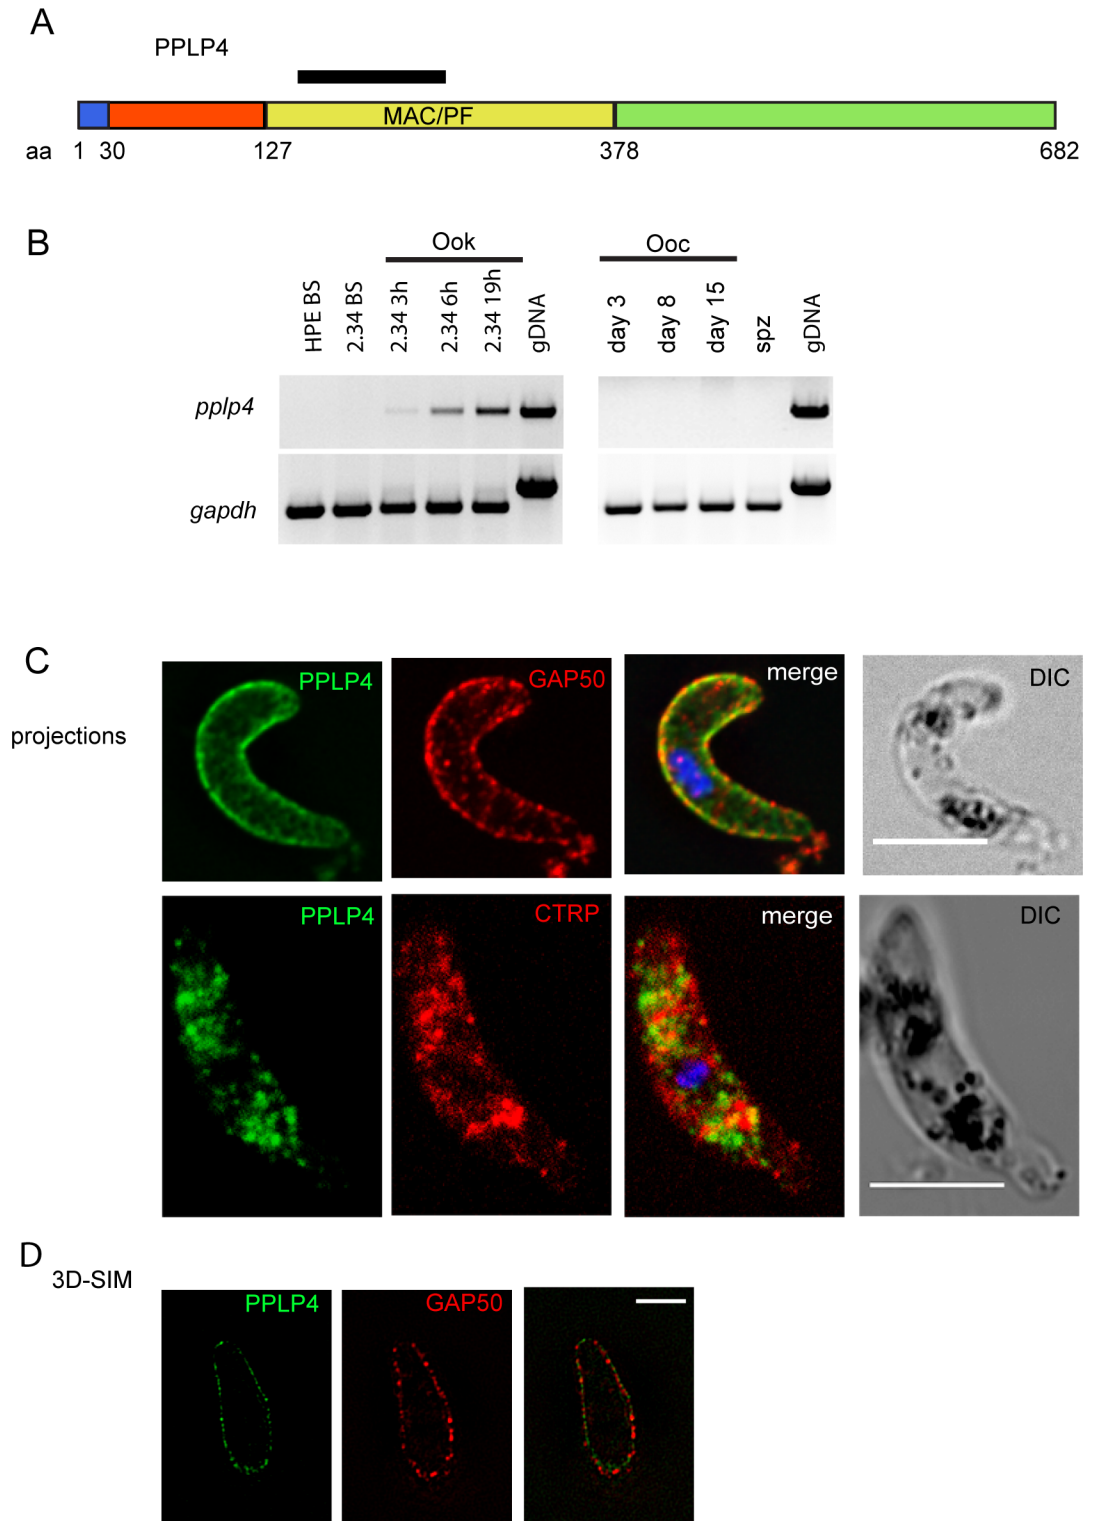 A
PPLP4
MAC/PF
aa 1 30 127 378 682
B
Ook
Ooc
HPE BS
2.34 BS
2.34 3h
2.34 6h
2.34 19h
gDNA
day 3
day 8
day 15
spz
gDNA
pplp4
gapdh
C
projections
PPLP4 GAP50 merge DIC
PPLP4 CTRP merge DIC
D
3D-SIM
PPLP4 GAP50